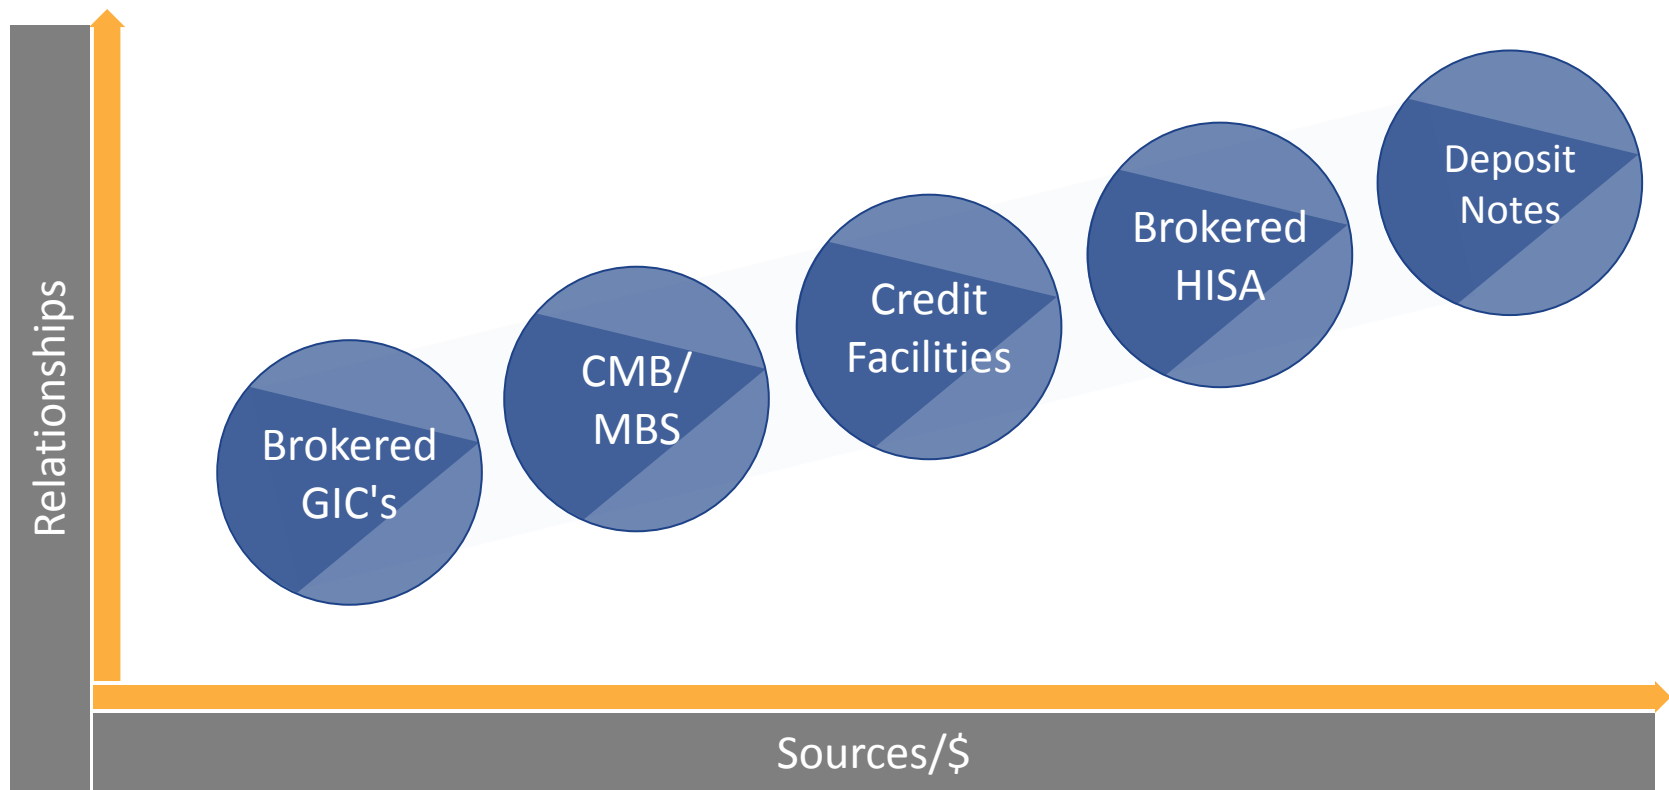 Relationships
Brokered
GIC's
CMB/
MBS
Credit
Facilities
Brokered
HISA
Deposit
Notes
Sources/$